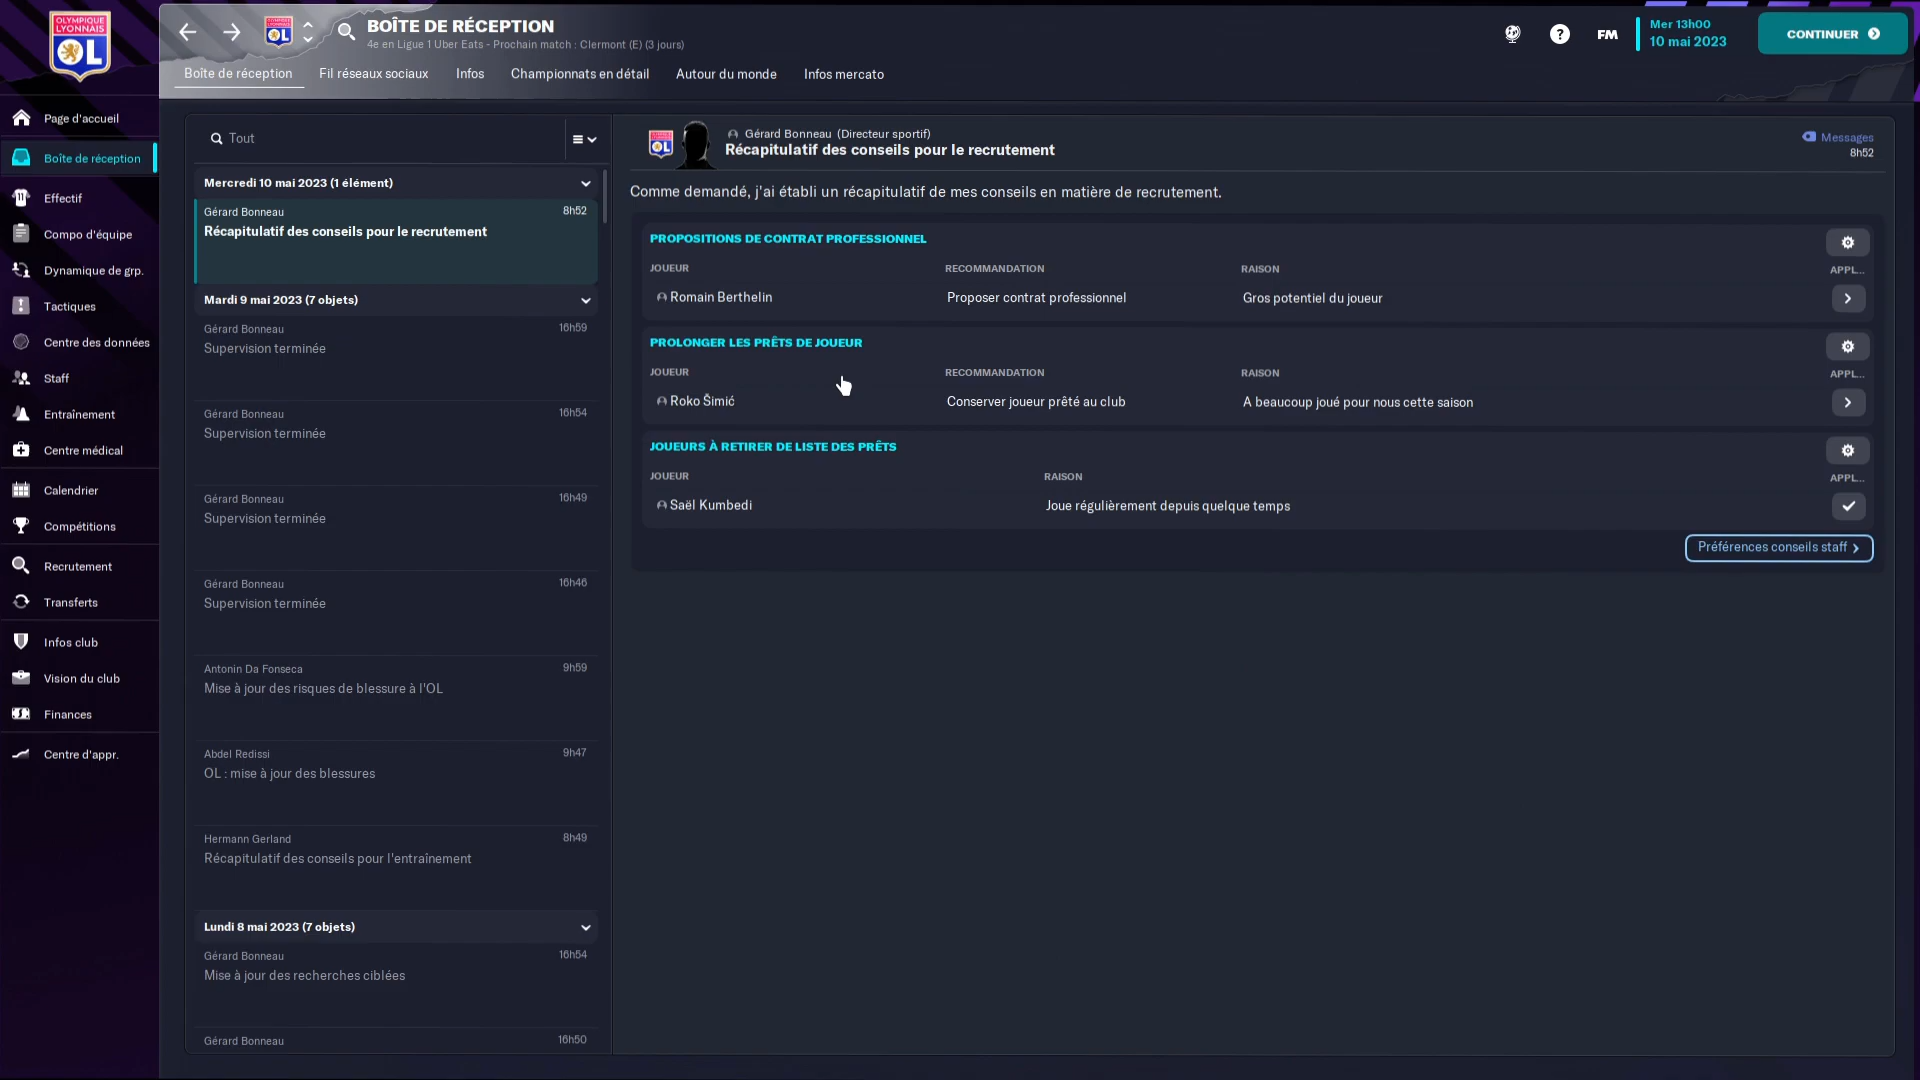 OLYMPIQUE
LYONNAIS
OL
BOÎTE DE RÉCEPTION
4e en Ligue 1 Uber Eats - Prochain match : Clermont (E) (3 jours)
FM
Mer 13h00
10 mai 2023
CONTINUER
Boîte de réception
Fil réseaux sociaux
Infos
Championnats en détail
Autour du monde
Infos mercato
Page d'accueil
Boîte de réception
Effectif
Compo d'équipe
Dynamique de grp.
Tactiques
Centre des données
Staff
Entraînement
Centre médical
Calendrier
Compétitions
Recrutement
Transferts
Infos club
Vision du club
Finances
Centre d'appr.
Tout
Mercredi 10 mai 2023 (1 élément)
Gérard Bonneau 8h52
Récapitulatif des conseils pour le recrutement
Mardi 9 mai 2023 (7 objets)
Gérard Bonneau 16h59
Supervision terminée
Gérard Bonneau 16h54
Supervision terminée
Gérard Bonneau 16h49
Supervision terminée
Gérard Bonneau 16h46
Supervision terminée
Antonin Da Fonseca 9h59
Mise à jour des risques de blessure à l'OL
Abdel Redissi 9h47
OL : mise à jour des blessures
Hermann Gerland 8h49
Récapitulatif des conseils pour l'entraînement
Lundi 8 mai 2023 (7 objets)
Gérard Bonneau 16h54
Mise à jour des recherches ciblées
Gérard Bonneau 16h50
Gérard Bonneau (Directeur sportif)
Récapitulatif des conseils pour le recrutement
Messages
8h52
Comme demandé, j'ai établi un récapitulatif de mes conseils en matière de recrutement.
PROPOSITIONS DE CONTRAT PROFESSIONNEL
JOUEUR RECOMMANDATION RAISON APPL...
Romain Berthelin Proposer contrat professionnel Gros potentiel du joueur
PROLONGER LES PRÊTS DE JOUEUR
JOUEUR RECOMMANDATION RAISON APPL...
Roko Šimić Conserver joueur prêté au club A beaucoup joué pour nous cette saison
JOUEURS À RETIRER DE LISTE DES PRÊTS
JOUEUR RAISON APPL...
Saël Kumbedi Joue régulièrement depuis quelque temps
Préférences conseils staff